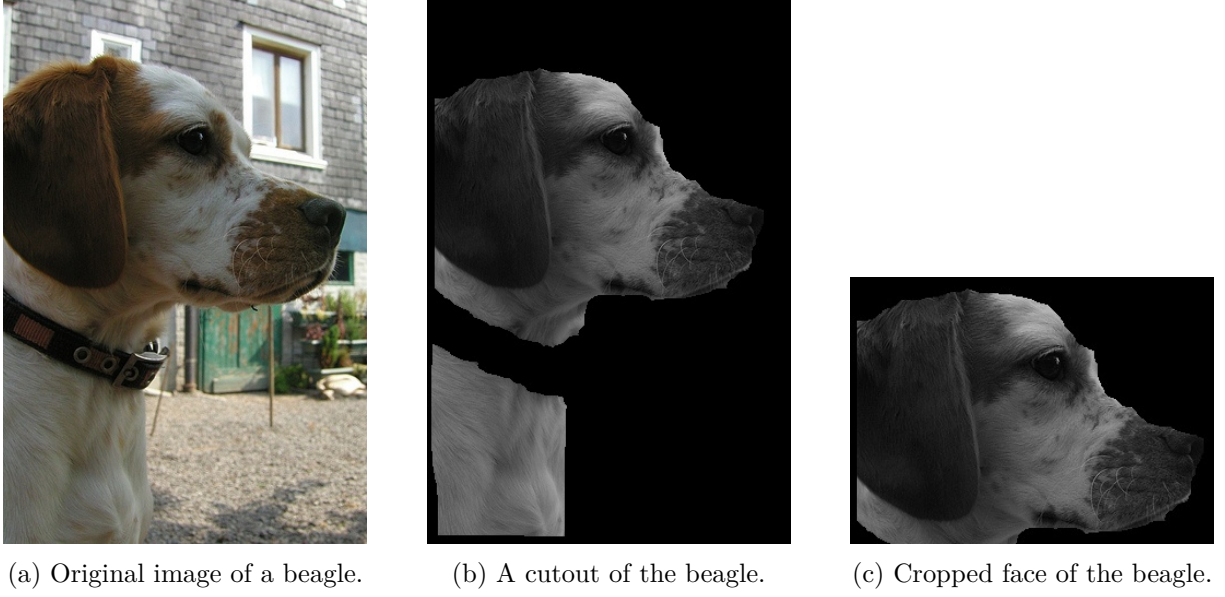 (a) Original image of a beagle.
(b) A cutout of the beagle.
(c) Cropped face of the beagle.